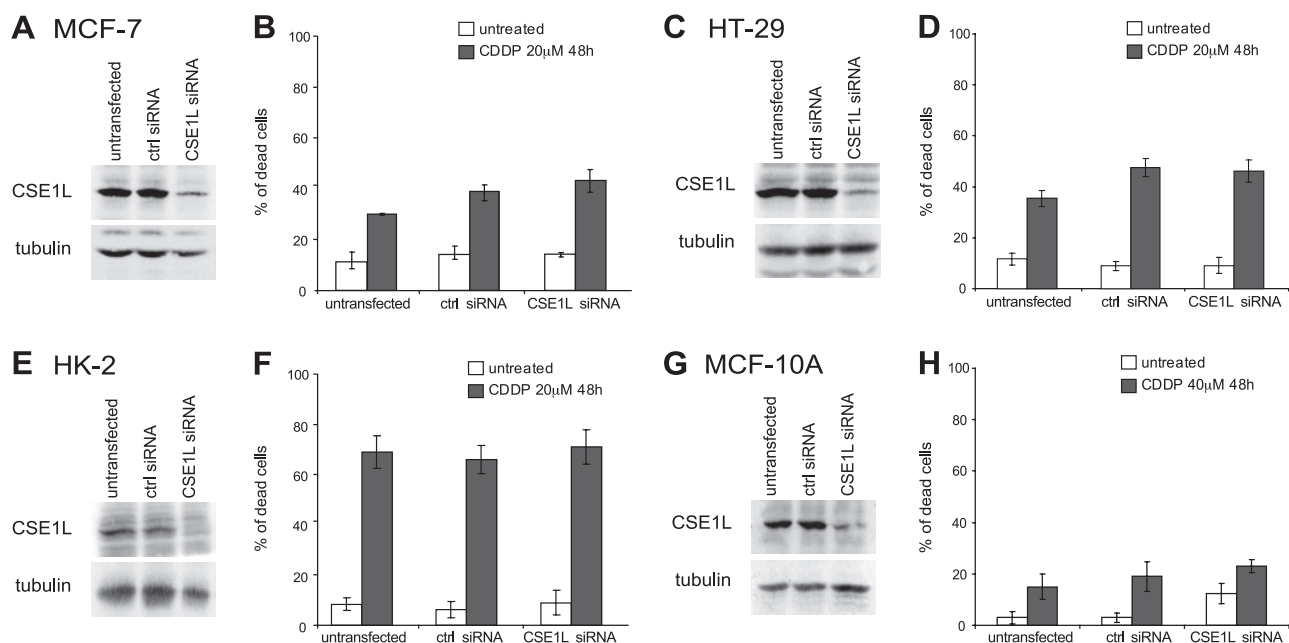 A MCF-7
untransfected
ctrl siRNA
CSE1L siRNA
CSE1L
tubulin
B
untreated
CDDP 20μM 48h
% of dead cells
100
80
60
40
20
0
untransfected ctrl siRNA CSE1L siRNA
C HT-29
untransfected
ctrl siRNA
CSE1L siRNA
CSE1L
tubulin
D
untreated
CDDP 20μM 48h
% of dead cells
100
80
60
40
20
0
untransfected ctrl siRNA CSE1L siRNA
E HK-2
untransfected
ctrl siRNA
CSE1L siRNA
CSE1L
tubulin
F
untreated
CDDP 20μM 48h
% of dead cells
100
80
60
40
20
0
untransfected ctrl siRNA CSE1L siRNA
G MCF-10A
untransfected
ctrl siRNA
CSE1L siRNA
CSE1L
tubulin
H
untreated
CDDP 40μM 48h
% of dead cells
100
80
60
40
20
0
untransfected ctrl siRNA CSE1L siRNA